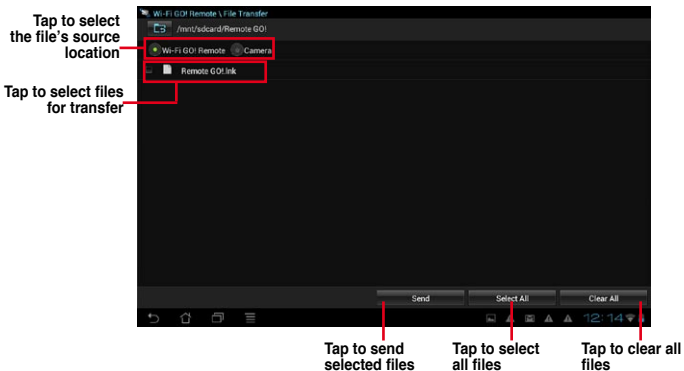 Tap to select
the file's source
location
Tap to select files
for transfer
Wi-Fi GO! Remote \ File Transfer
/mnt/sdcard/Remote GO!
Wi-Fi GO! Remote Camera
Remote GO!.lnk
Send Select All Clear All
12:14
Tap to send
selected files
Tap to select
all files
Tap to clear all
files